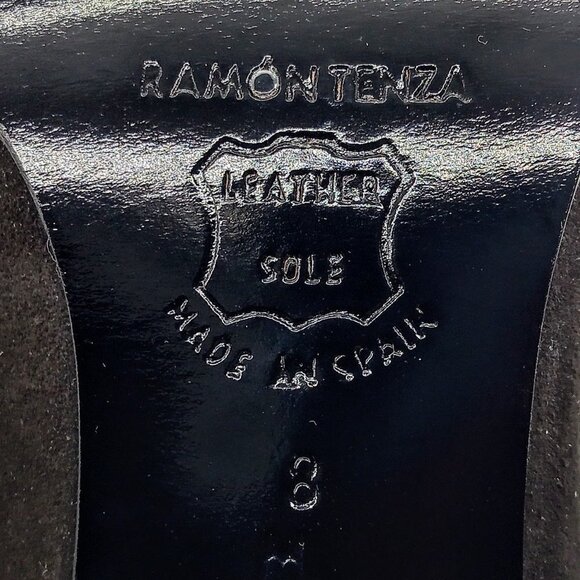 RAMÓN TENZA
LEATHER
SOLE
MADE IN SPAIN
8